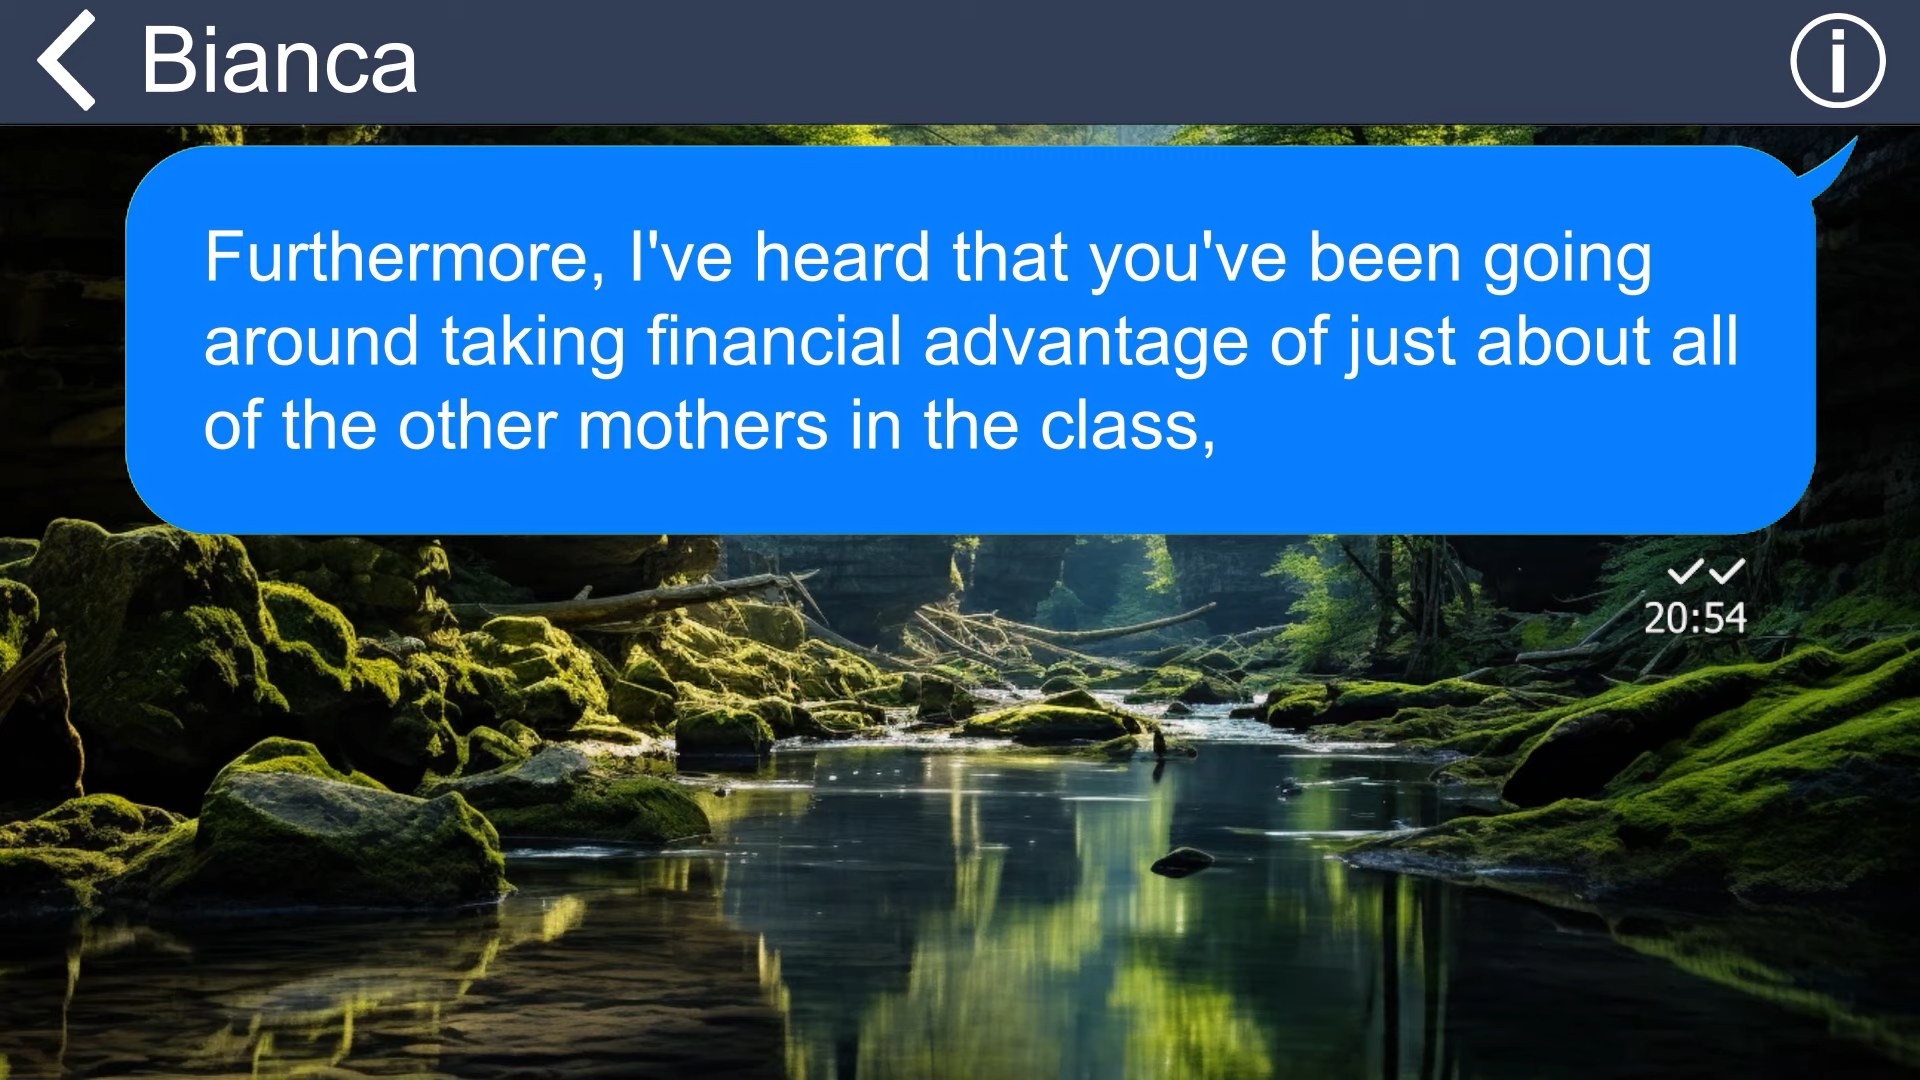 Bianca
Furthermore, I've heard that you've been going
around taking financial advantage of just about all
of the other mothers in the class,
20:54